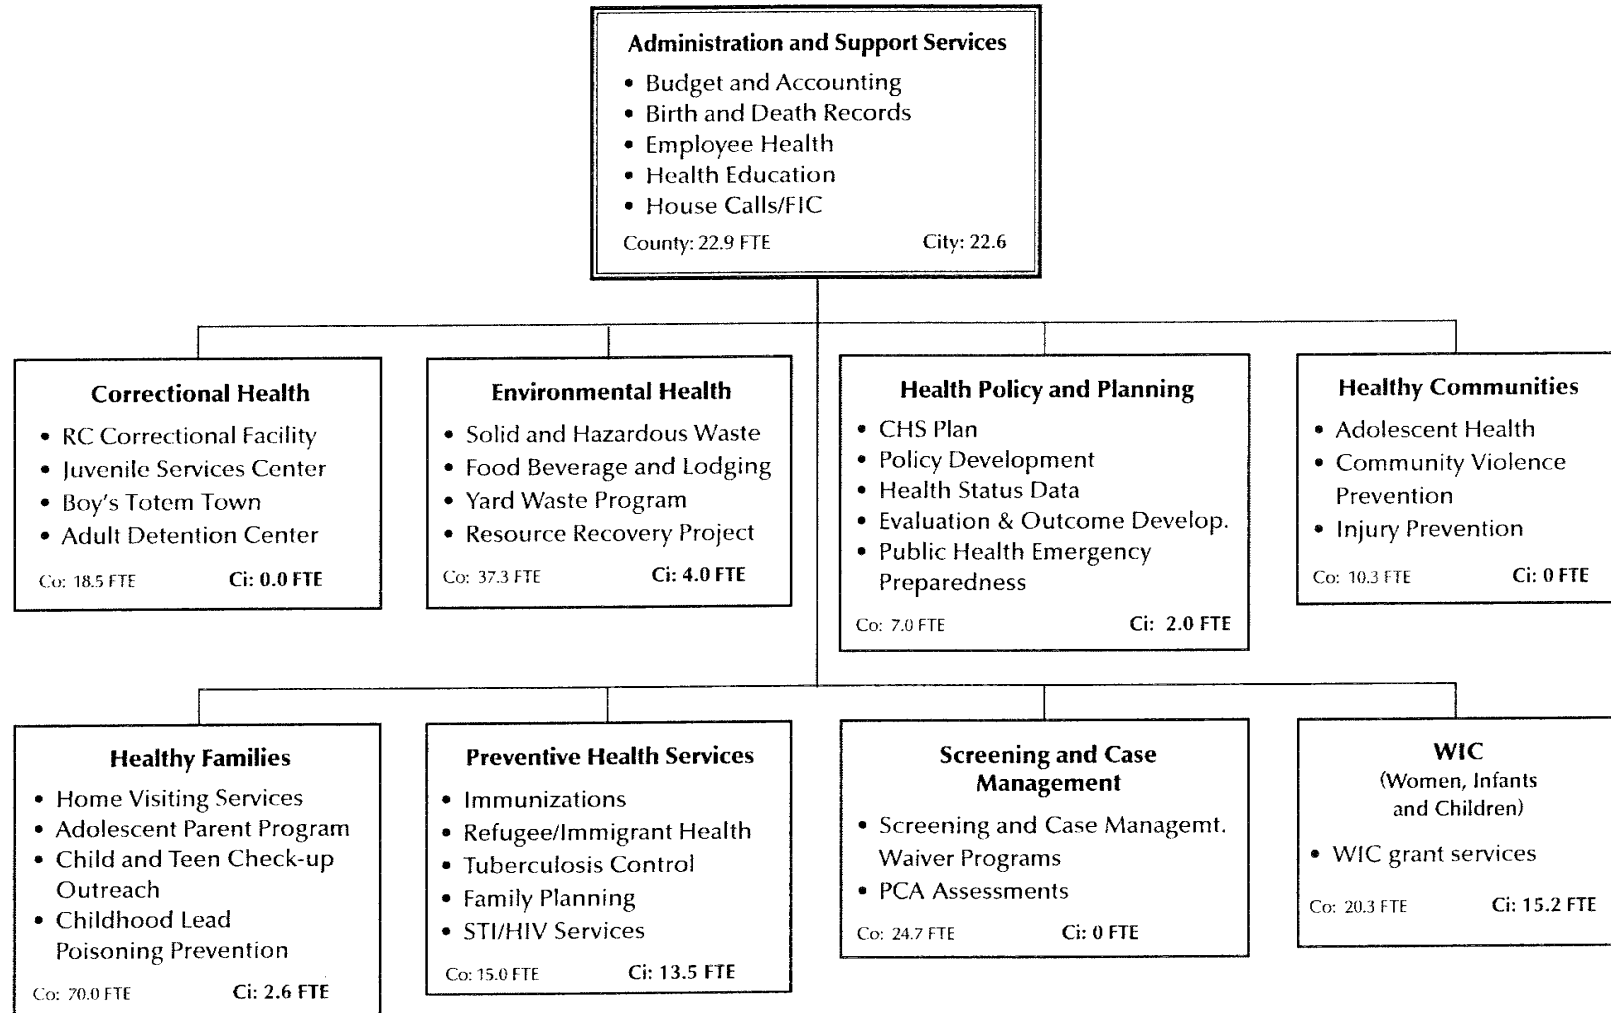 Administration and Support Services
• Budget and Accounting
• Birth and Death Records
• Employee Health
• Health Education
• House Calls/FIC
County: 22.9 FTE City: 22.6
Correctional Health
• RC Correctional Facility
• Juvenile Services Center
• Boy's Totem Town
• Adult Detention Center
Co: 18.5 FTE Ci: 0.0 FTE
Environmental Health
• Solid and Hazardous Waste
• Food Beverage and Lodging
• Yard Waste Program
• Resource Recovery Project
Co: 37.3 FTE Ci: 4.0 FTE
Health Policy and Planning
• CHS Plan
• Policy Development
• Health Status Data
• Evaluation & Outcome Develop.
• Public Health Emergency
Preparedness
Co: 7.0 FTE Ci: 2.0 FTE
Healthy Communities
• Adolescent Health
• Community Violence
Prevention
• Injury Prevention
Co: 10.3 FTE Ci: 0 FTE
Healthy Families
• Home Visiting Services
• Adolescent Parent Program
• Child and Teen Check-up
Outreach
• Childhood Lead
Poisoning Prevention
Co: 70.0 FTE Ci: 2.6 FTE
Preventive Health Services
• Immunizations
• Refugee/Immigrant Health
• Tuberculosis Control
• Family Planning
• STI/HIV Services
Co: 15.0 FTE Ci: 13.5 FTE
Screening and Case
Management
• Screening and Case Managemt.
Waiver Programs
• PCA Assessments
Co: 24.7 FTE Ci: 0 FTE
WIC
(Women, Infants
and Children)
• WIC grant services
Co: 20.3 FTE Ci: 15.2 FTE